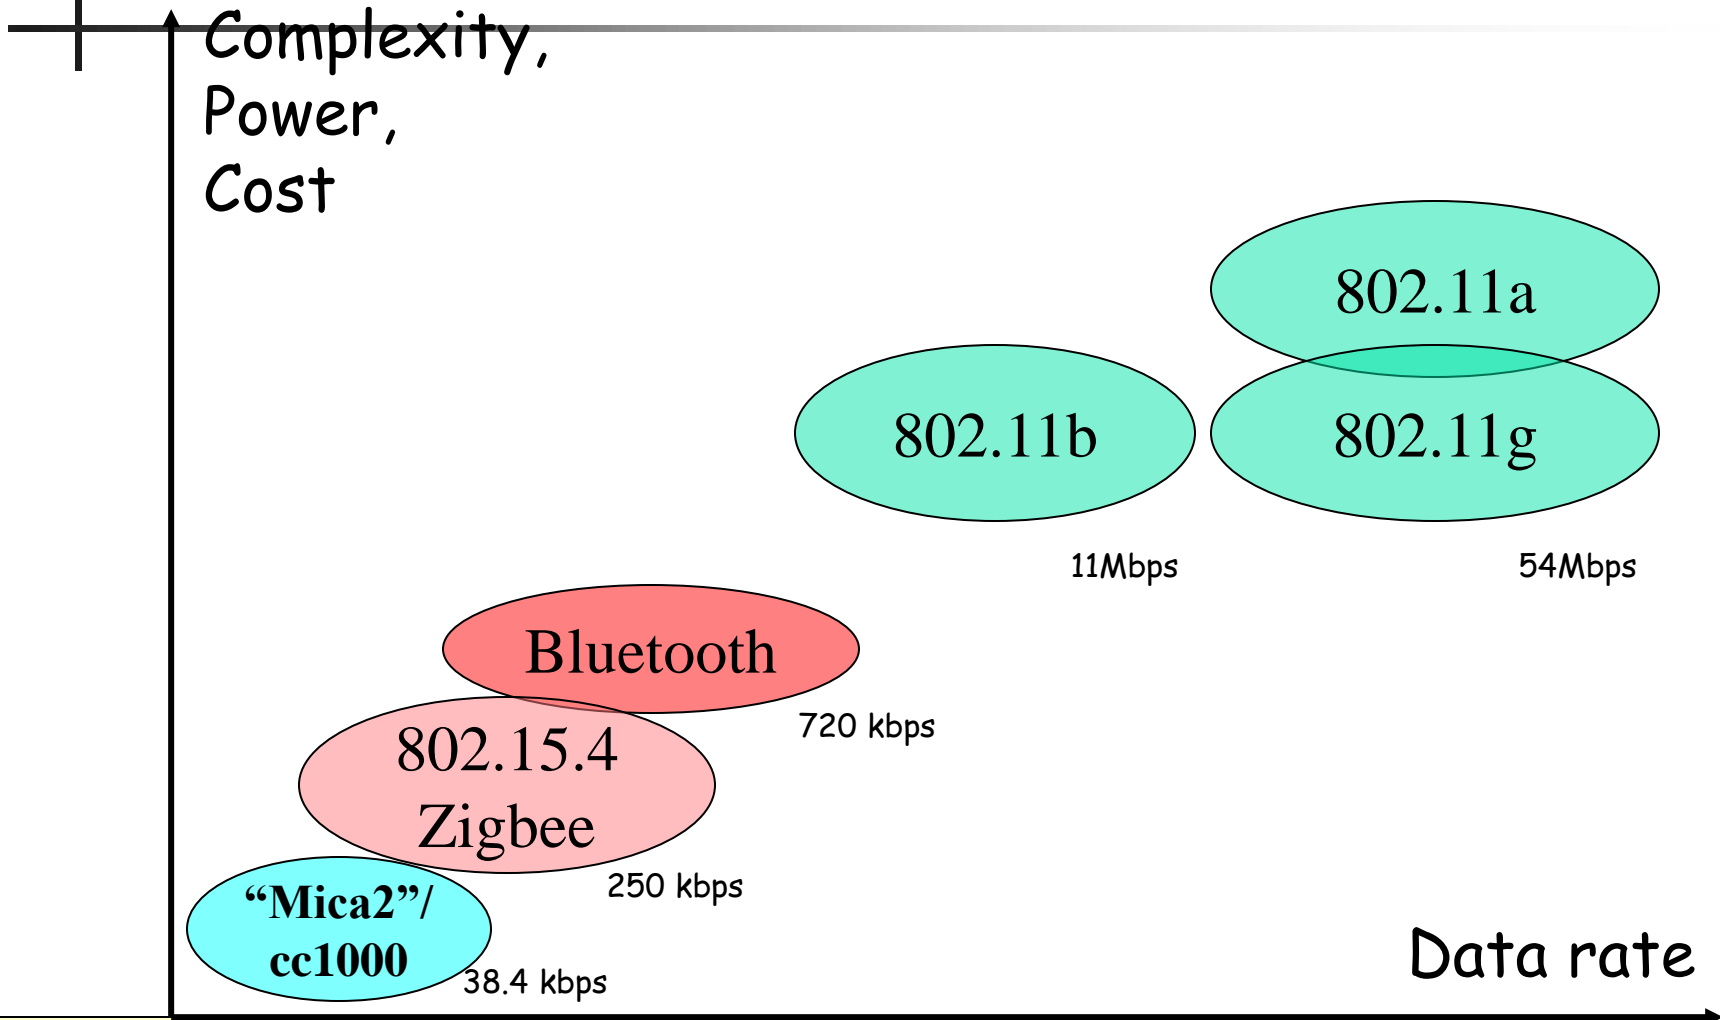 Complexity,
Power,
Cost
802.11a
802.11b
802.11g
11Mbps
54Mbps
Bluetooth
720 kbps
802.15.4
Zigbee
250 kbps
“Mica2”/
cc1000
38.4 kbps
Data rate